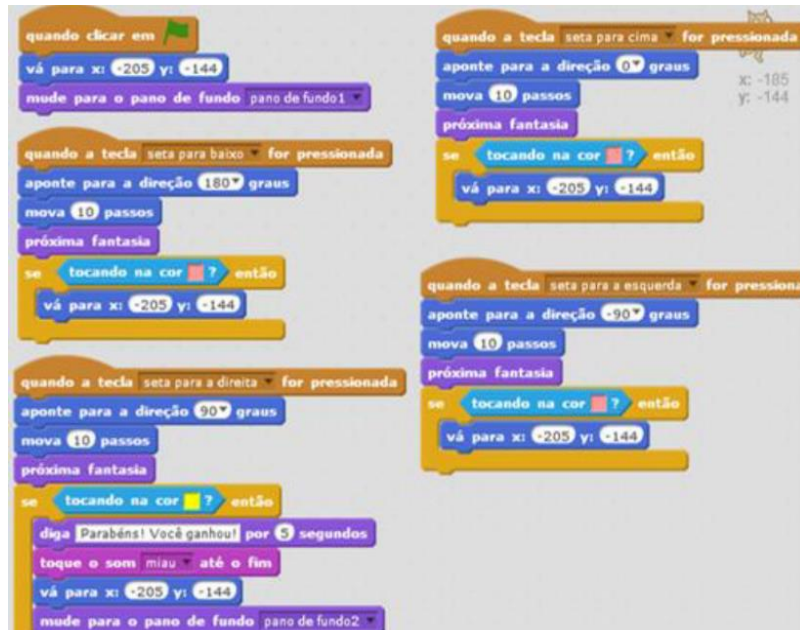 quando clicar em
vá para x: -205 y: -144
mude para o pano de fundo pano de fundo1
quando a tecla seta para baixo for pressionada
aponte para a direção 180 graus
mova 10 passos
próxima fantasia
se tocando na cor ? então
vá para x: -205 y: -144
quando a tecla seta para a direita for pressionada
aponte para a direção 90 graus
mova 10 passos
próxima fantasia
se tocando na cor ? então
diga Parabéns! Você ganhou! por 5 segundos
toque o som miau até o fim
vá para x: -205 y: -144
mude para o pano de fundo pano de fundo2
quando a tecla seta para cima for pressionada
aponte para a direção 0 graus
mova 10 passos
próxima fantasia
se tocando na cor ? então
vá para x: -205 y: -144
x: -185
y: -144
quando a tecla seta para a esquerda for pressiona
aponte para a direção -90 graus
mova 10 passos
próxima fantasia
se tocando na cor ? então
vá para x: -205 y: -144